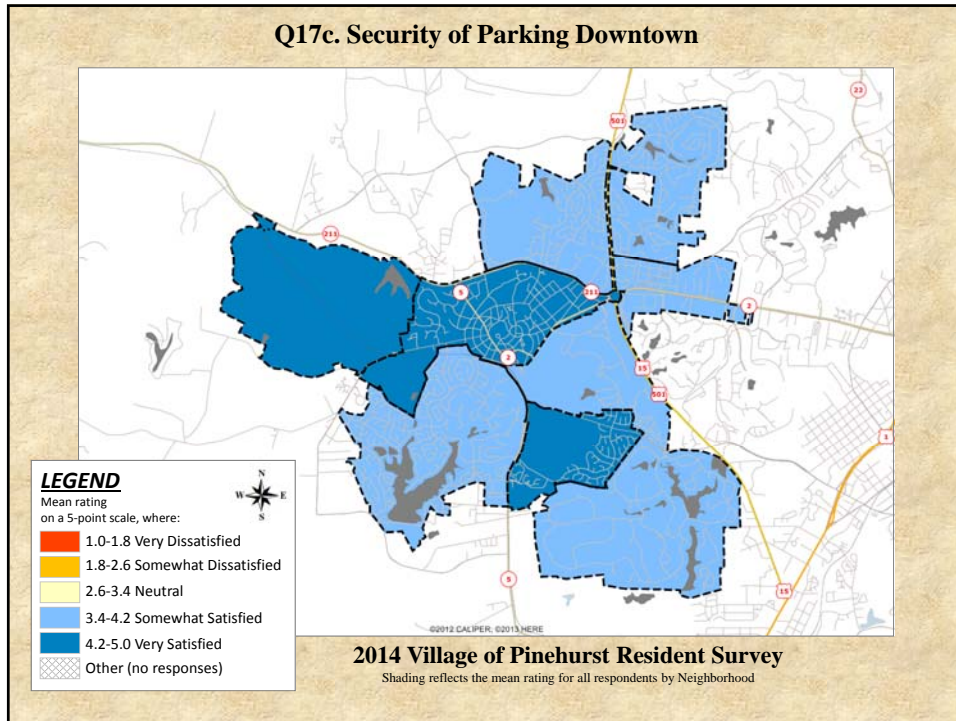 Q17c. Security of Parking Downtown
22
501
211
5
211
2
2
15
501
1
5
15
LEGEND
Mean rating
on a 5-point scale, where:
1.0-1.8 Very Dissatisfied
1.8-2.6 Somewhat Dissatisfied
2.6-3.4 Neutral
3.4-4.2 Somewhat Satisfied
4.2-5.0 Very Satisfied
Other (no responses)
N
W E
S
©2012 CALIPER, ©2013 HERE
2014 Village of Pinehurst Resident Survey
Shading reflects the mean rating for all respondents by Neighborhood